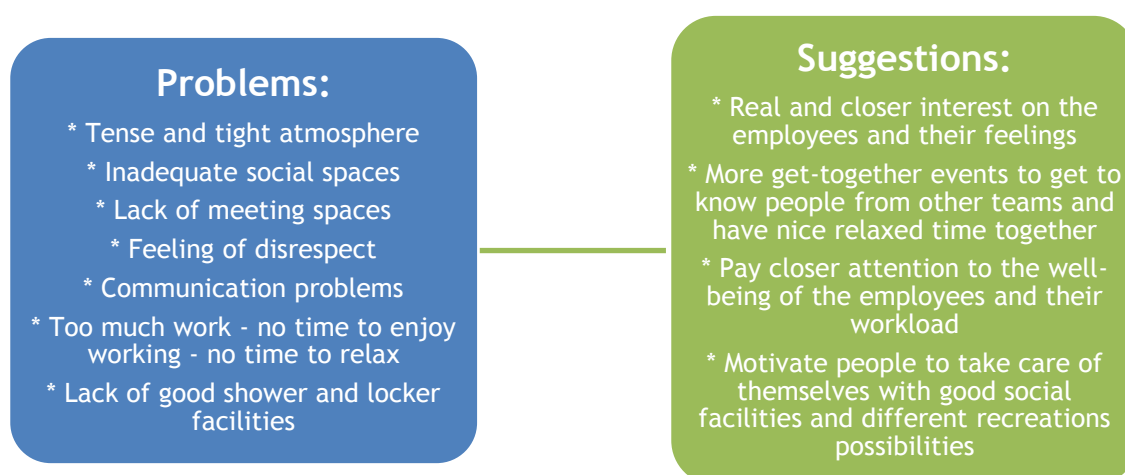 Problems:
* Tense and tight atmosphere
* Inadequate social spaces
* Lack of meeting spaces
* Feeling of disrespect
* Communication problems
* Too much work - no time to enjoy
working - no time to relax
* Lack of good shower and locker
facilities
Suggestions:
* Real and closer interest on the
employees and their feelings
* More get-together events to get to
know people from other teams and
have nice relaxed time together
* Pay closer attention to the well-
being of the employees and their
workload
* Motivate people to take care of
themselves with good social
facilities and different recreations
possibilities